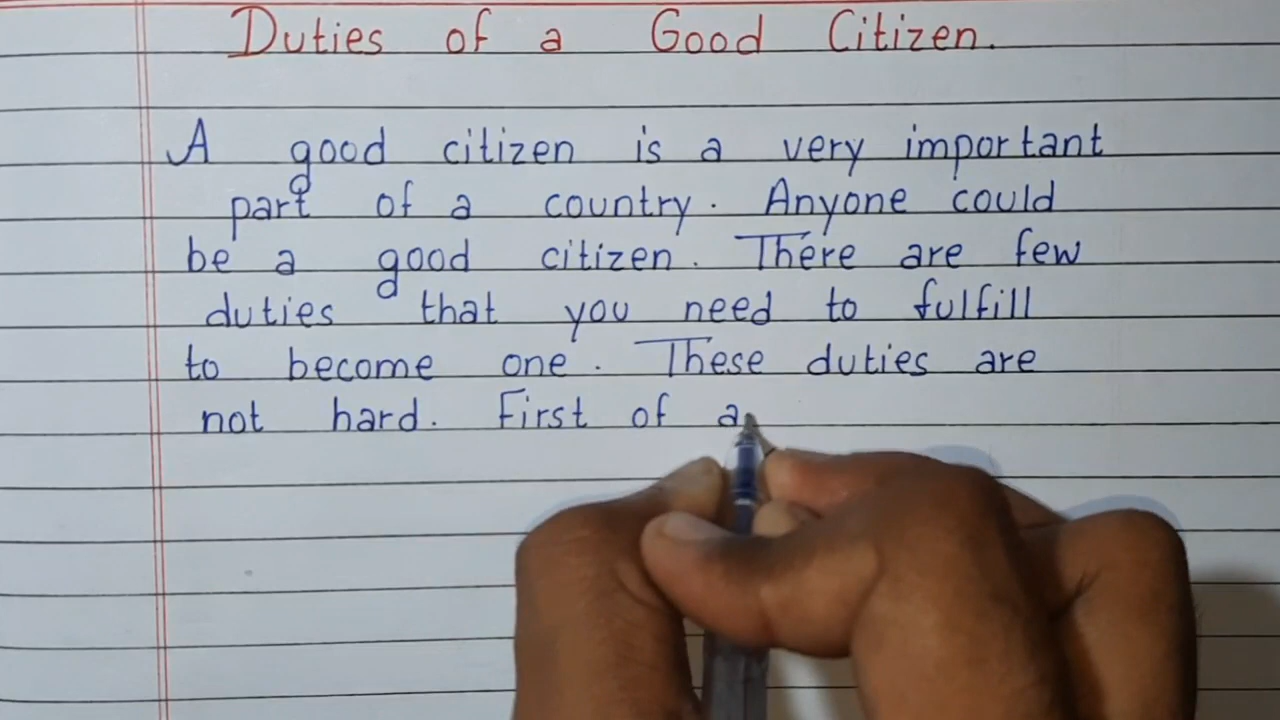 Duties of a Good Citizen.
A good citizen is a very important
part of a country. Anyone could
be a good citizen. There are few
duties that you need to fulfill
to become one. These duties are
not hard. First of a